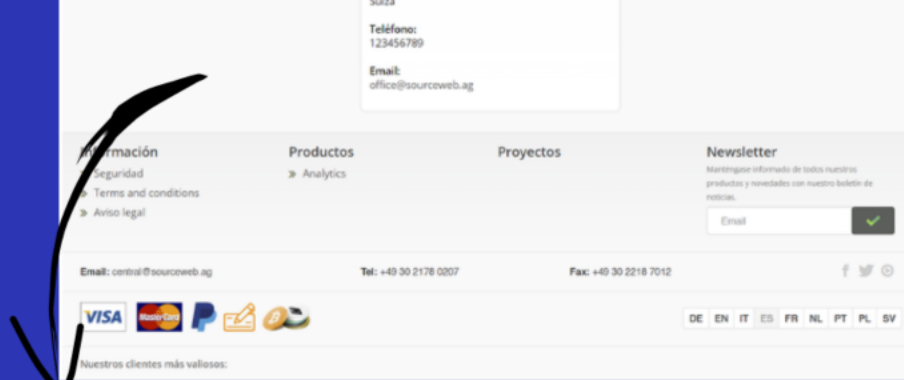 Suiza
Teléfono:
123456789
Email:
office@sourceweb.ag
Información
Seguridad
Terms and conditions
Aviso legal
Productos
Analytics
Proyectos
Newsletter
Manténgase informado de todos nuestros
productos y novedades con nuestro boletín de
noticias.
Email
Email: central@sourceweb.ag
Tel: +49 30 2178 0207
Fax: +49 30 2218 7012
VISA
MasterCard
DE EN IT ES FR NL PT PL SV
Nuestros clientes más valiosos: